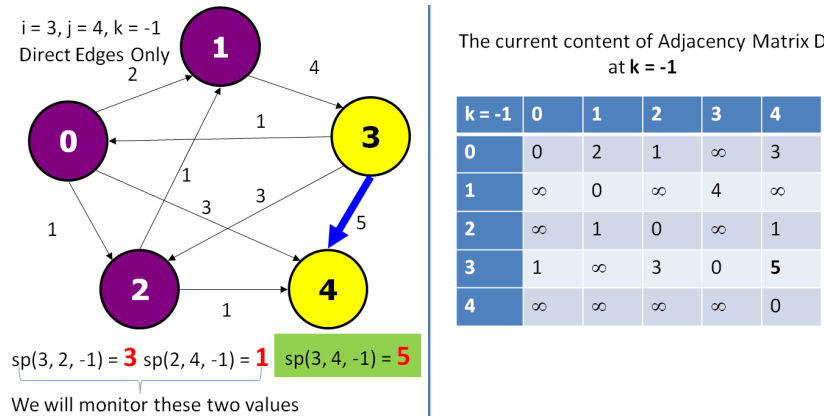 i = 3, j = 4, k = -1
Direct Edges Only
1
2
4
0
1
3
1
3
3
1
5
2
1
4
sp(3, 2, -1) = 3 sp(2, 4, -1) = 1 sp(3, 4, -1) = 5
We will monitor these two values
The current content of Adjacency Matrix D
at k = -1
k = -1 0 1 2 3 4
0 0 2 1 ∞ 3
1 ∞ 0 ∞ 4 ∞
2 ∞ 1 0 ∞ 1
3 1 ∞ 3 0 5
4 ∞ ∞ ∞ ∞ 0